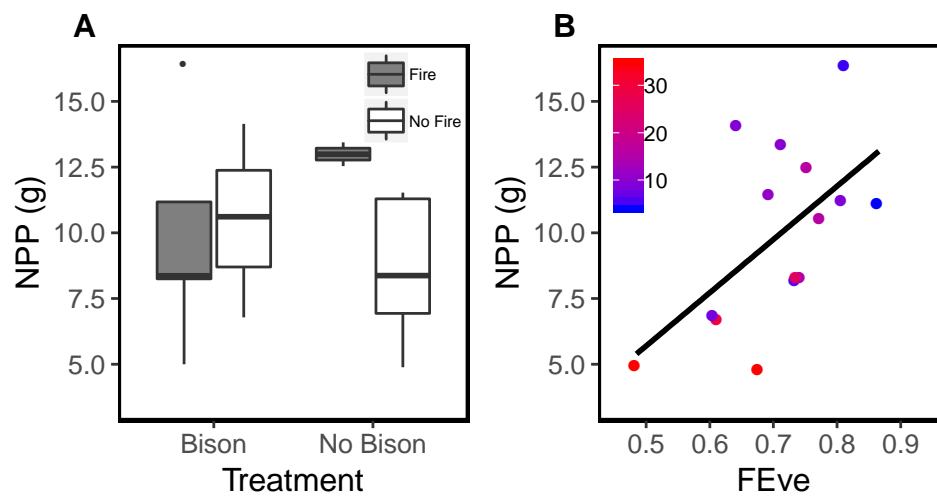 A
NPP (g)
15.0
12.5
10.0
7.5
5.0
Fire
No Fire
Bison
No Bison
Treatment
B
NPP (g)
15.0
12.5
10.0
7.5
5.0
30
20
10
0.5
0.6
0.7
0.8
0.9
FEve